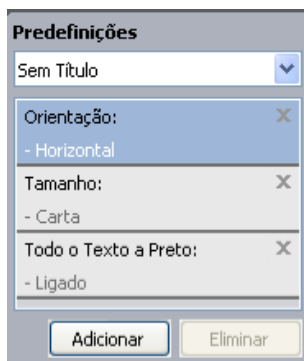 Predefinições
Sem Título
Orientação:
- Horizontal
Tamanho:
- Carta
Todo o Texto a Preto:
- Ligado
Adicionar Eliminar